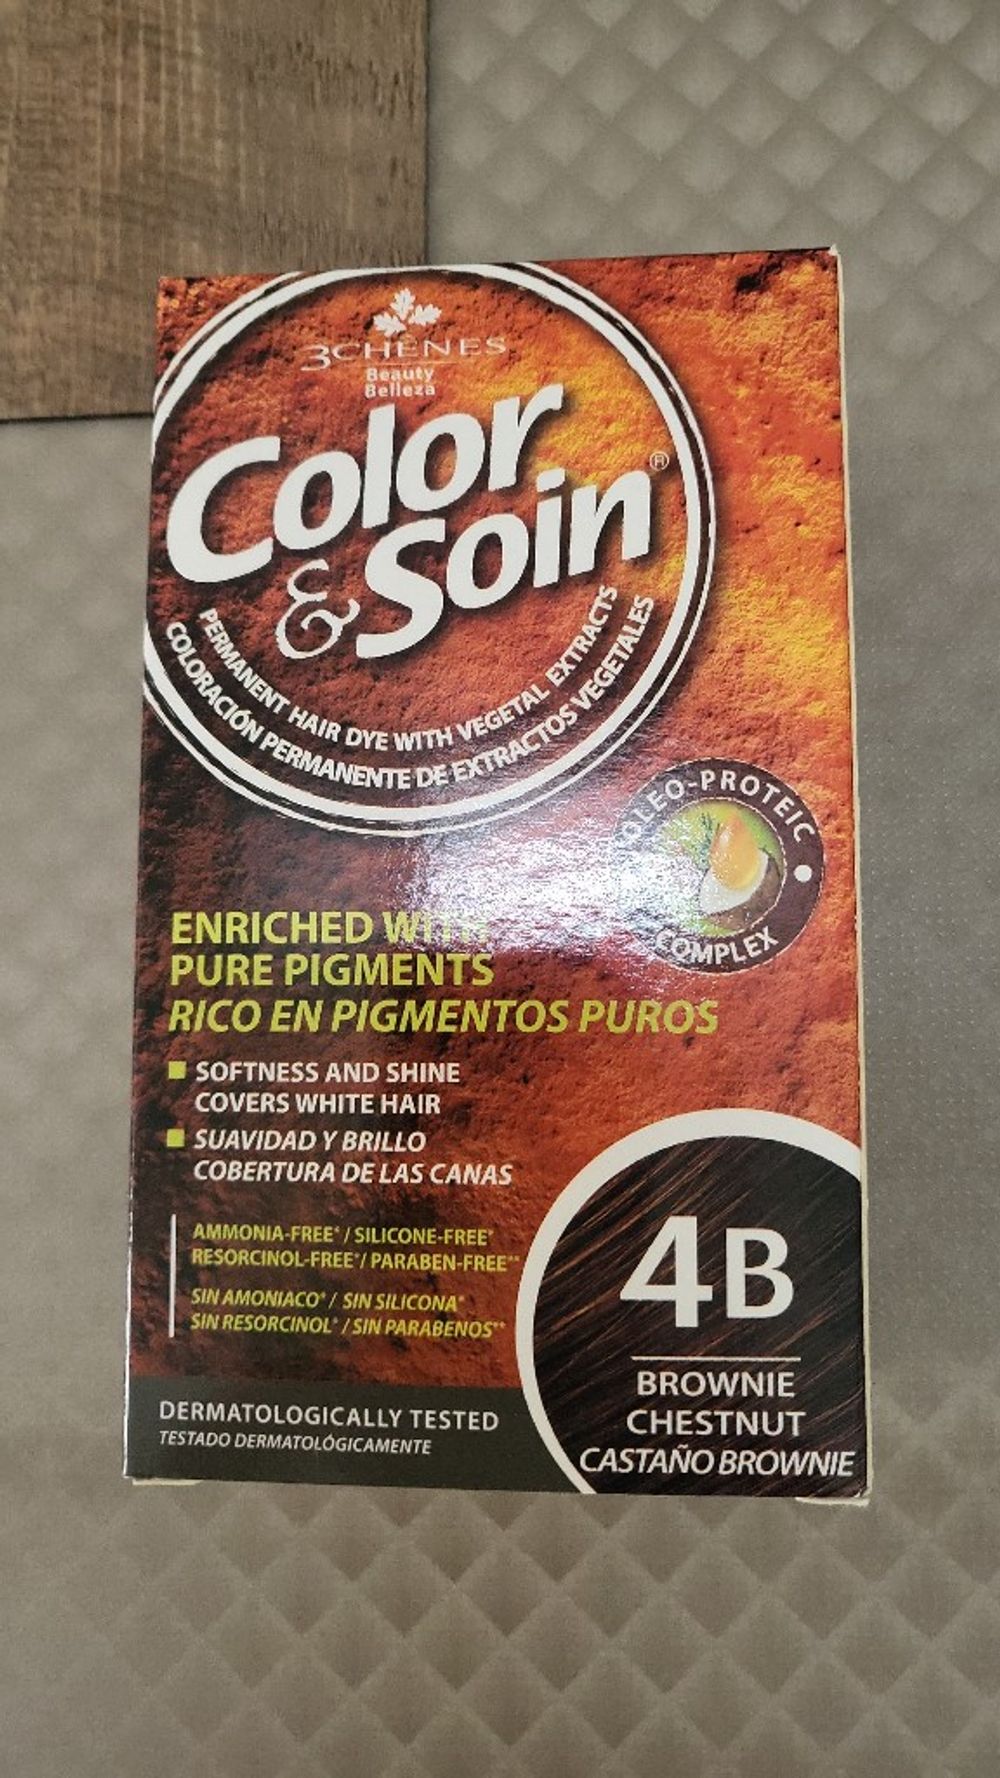 3CHENES
Beauty
Belleza
Color
& Soin®
PERMANENT HAIR DYE WITH VEGETAL EXTRACTS
COLORACIÓN PERMANENTE DE EXTRACTOS VEGETALES
OLEO-PROTEIC •
COMPLEX
ENRICHED WITH
PURE PIGMENTS
RICO EN PIGMENTOS PUROS
SOFTNESS AND SHINE
COVERS WHITE HAIR
SUAVIDAD Y BRILLO
COBERTURA DE LAS CANAS
AMMONIA-FREE* / SILICONE-FREE*
RESORCINOL-FREE* / PARABEN-FREE**
SIN AMONIACO* / SIN SILICONA*
SIN RESORCINOL* / SIN PARABENOS**
4B
BROWNIE
CHESTNUT
CASTAÑO BROWNIE
DERMATOLOGICALLY TESTED
TESTADO DERMATOLÓGICAMENTE